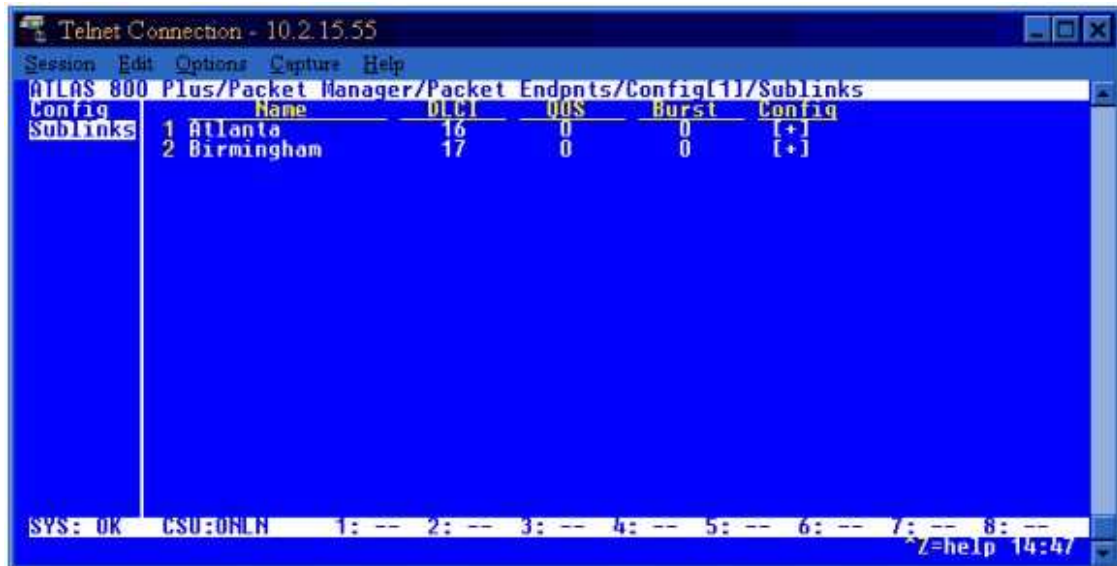 Telnet Connection - 10.2.15.55
Session Edit Options Capture Help
ATLAS 800 Plus/Packet Manager/Packet Endpnts/Config[1]/Sublinks
Config Name DLCI QOS Burst Config
Sublinks 1 Atlanta 16 0 0 [+]
2 Birmingham 17 0 0 [+]
SYS: OK CSU:ONLN 1: -- 2: -- 3: -- 4: -- 5: -- 6: -- 7: -- 8: --
^Z=help 14:47